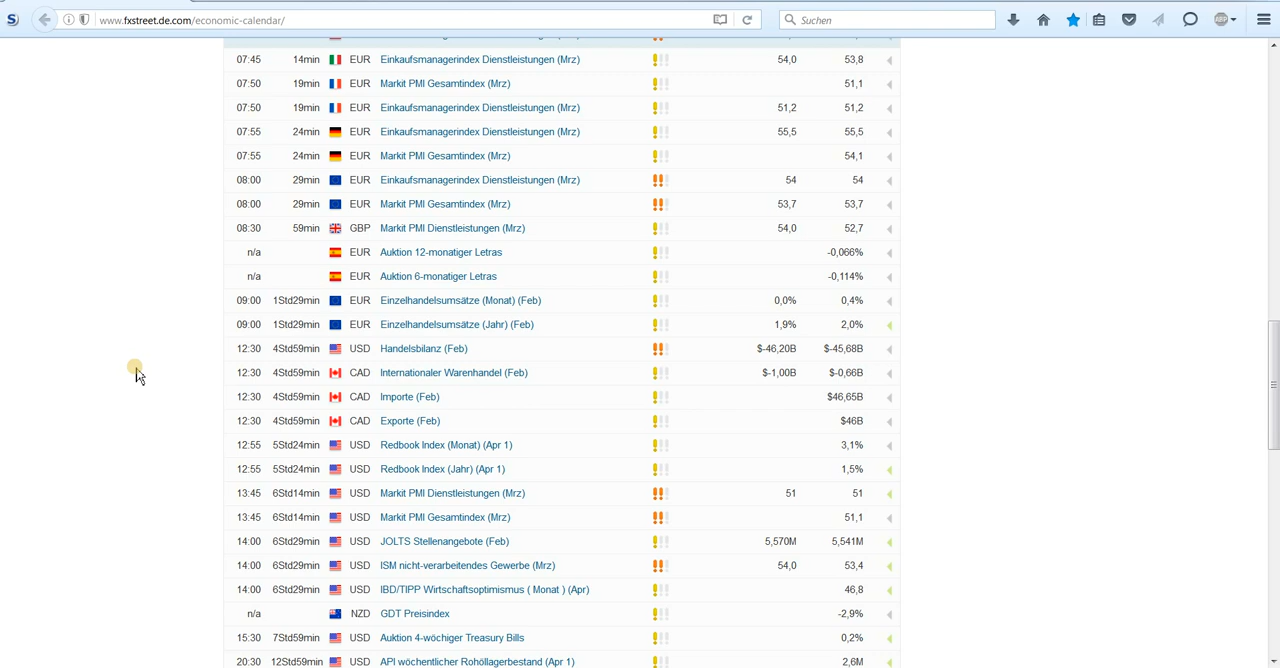 www.fxstreet.de.com/economic-calendar/ Suchen ABP
07:45 14min EUR Einkaufsmanagerindex Dienstleistungen (Mrz) 54,0 53,8
07:50 19min EUR Markit PMI Gesamtindex (Mrz) 51,1
07:50 19min EUR Einkaufsmanagerindex Dienstleistungen (Mrz) 51,2 51,2
07:55 24min EUR Einkaufsmanagerindex Dienstleistungen (Mrz) 55,5 55,5
07:55 24min EUR Markit PMI Gesamtindex (Mrz) 54,1
08:00 29min EUR Einkaufsmanagerindex Dienstleistungen (Mrz) 54 54
08:00 29min EUR Markit PMI Gesamtindex (Mrz) 53,7 53,7
08:30 59min GBP Markit PMI Dienstleistungen (Mrz) 54,0 52,7
n/a EUR Auktion 12-monatiger Letras -0,066%
n/a EUR Auktion 6-monatiger Letras -0,114%
09:00 1Std29min EUR Einzelhandelsumsätze (Monat) (Feb) 0,0% 0,4%
09:00 1Std29min EUR Einzelhandelsumsätze (Jahr) (Feb) 1,9% 2,0%
12:30 4Std59min USD Handelsbilanz (Feb) $-46,20B $-45,68B
12:30 4Std59min CAD Internationaler Warenhandel (Feb) $-1,00B $-0,66B
12:30 4Std59min CAD Importe (Feb) $46,65B
12:30 4Std59min CAD Exporte (Feb) $46B
12:55 5Std24min USD Redbook Index (Monat) (Apr 1) 3,1%
12:55 5Std24min USD Redbook Index (Jahr) (Apr 1) 1,5%
13:45 6Std14min USD Markit PMI Dienstleistungen (Mrz) 51 51
13:45 6Std14min USD Markit PMI Gesamtindex (Mrz) 51,1
14:00 6Std29min USD JOLTS Stellenangebote (Feb) 5,570M 5,541M
14:00 6Std29min USD ISM nicht-verarbeitendes Gewerbe (Mrz) 54,0 53,4
14:00 6Std29min USD IBD/TIPP Wirtschaftsoptimismus ( Monat ) (Apr) 46,8
n/a NZD GDT Preisindex -2,9%
15:30 7Std59min USD Auktion 4-wöchiger Treasury Bills 0,2%
20:30 12Std59min USD API wöchentlicher Rohöllagerbestand (Apr 1) 2,6M